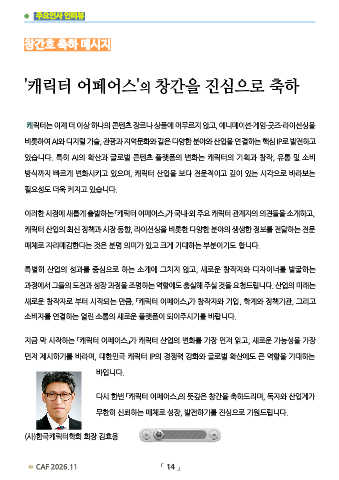 주요인사 인터뷰
창간호 축하 메시지
'캐릭터 어페어스'의 창간을 진심으로 축하
캐릭터는 이제 더 이상 하나의 콘텐츠 장르나 상품에 머무르지 않고, 애니메이션·게임·굿즈·라이선싱을
비롯하여 AI와 디지털 기술, 관광과 지역문화와 같은 다양한 분야와 산업을 연결하는 핵심 IP로 발전하고
있습니다. 특히 AI의 확산과 글로벌 콘텐츠 플랫폼의 변화는 캐릭터의 기획과 창작, 유통 및 소비
방식까지 빠르게 변화시키고 있으며, 캐릭터 산업을 보다 전문적이고 깊이 있는 시각으로 바라보는
필요성도 더욱 커지고 있습니다.
이러한 시점에 새롭게 출발하는 「캐릭터 어페어스」가 국내·외 주요 캐릭터 관계자의 의견들을 소개하고,
캐릭터 산업의 최신 정책과 시장 동향, 라이선싱을 비롯한 다양한 분야의 생생한 정보를 전달하는 전문
매체로 자리매김한다는 것은 분명 의미가 있고 크게 기대하는 부분이기도 합니다.
특별히 산업의 성과를 중심으로 하는 소개에 그치지 않고, 새로운 창작자와 디자이너를 발굴하는
과정에서 그들의 도전과 성장 과정을 조명하는 역할에도 충실해 주실 것을 요청드립니다. 산업의 미래는
새로운 창작자로 부터 시작되는 만큼, 「캐릭터 어페어스」가 창작자와 기업, 학계와 정책기관, 그리고
소비자를 연결하는 열린 소통의 새로운 플랫폼이 되어주시기를 바랍니다.
지금 막 시작하는 「캐릭터 어페어스」가 캐릭터 산업의 변화를 가장 먼저 읽고, 새로운 가능성을 가장
먼저 제시하기를 바라며, 대한민국 캐릭터 IP의 경쟁력 강화와 글로벌 확산에도 큰 역할을 기대하는
바입니다.
다시 한번 「캐릭터 어페어스」의 뜻깊은 창간을 축하드리며, 독자와 산업계가
무한히 신뢰하는 매체로 성장, 발전하기를 진심으로 기원드립니다.
(사)한국캐릭터학회 회장 김효용
CAF 2026.11
「 14 」